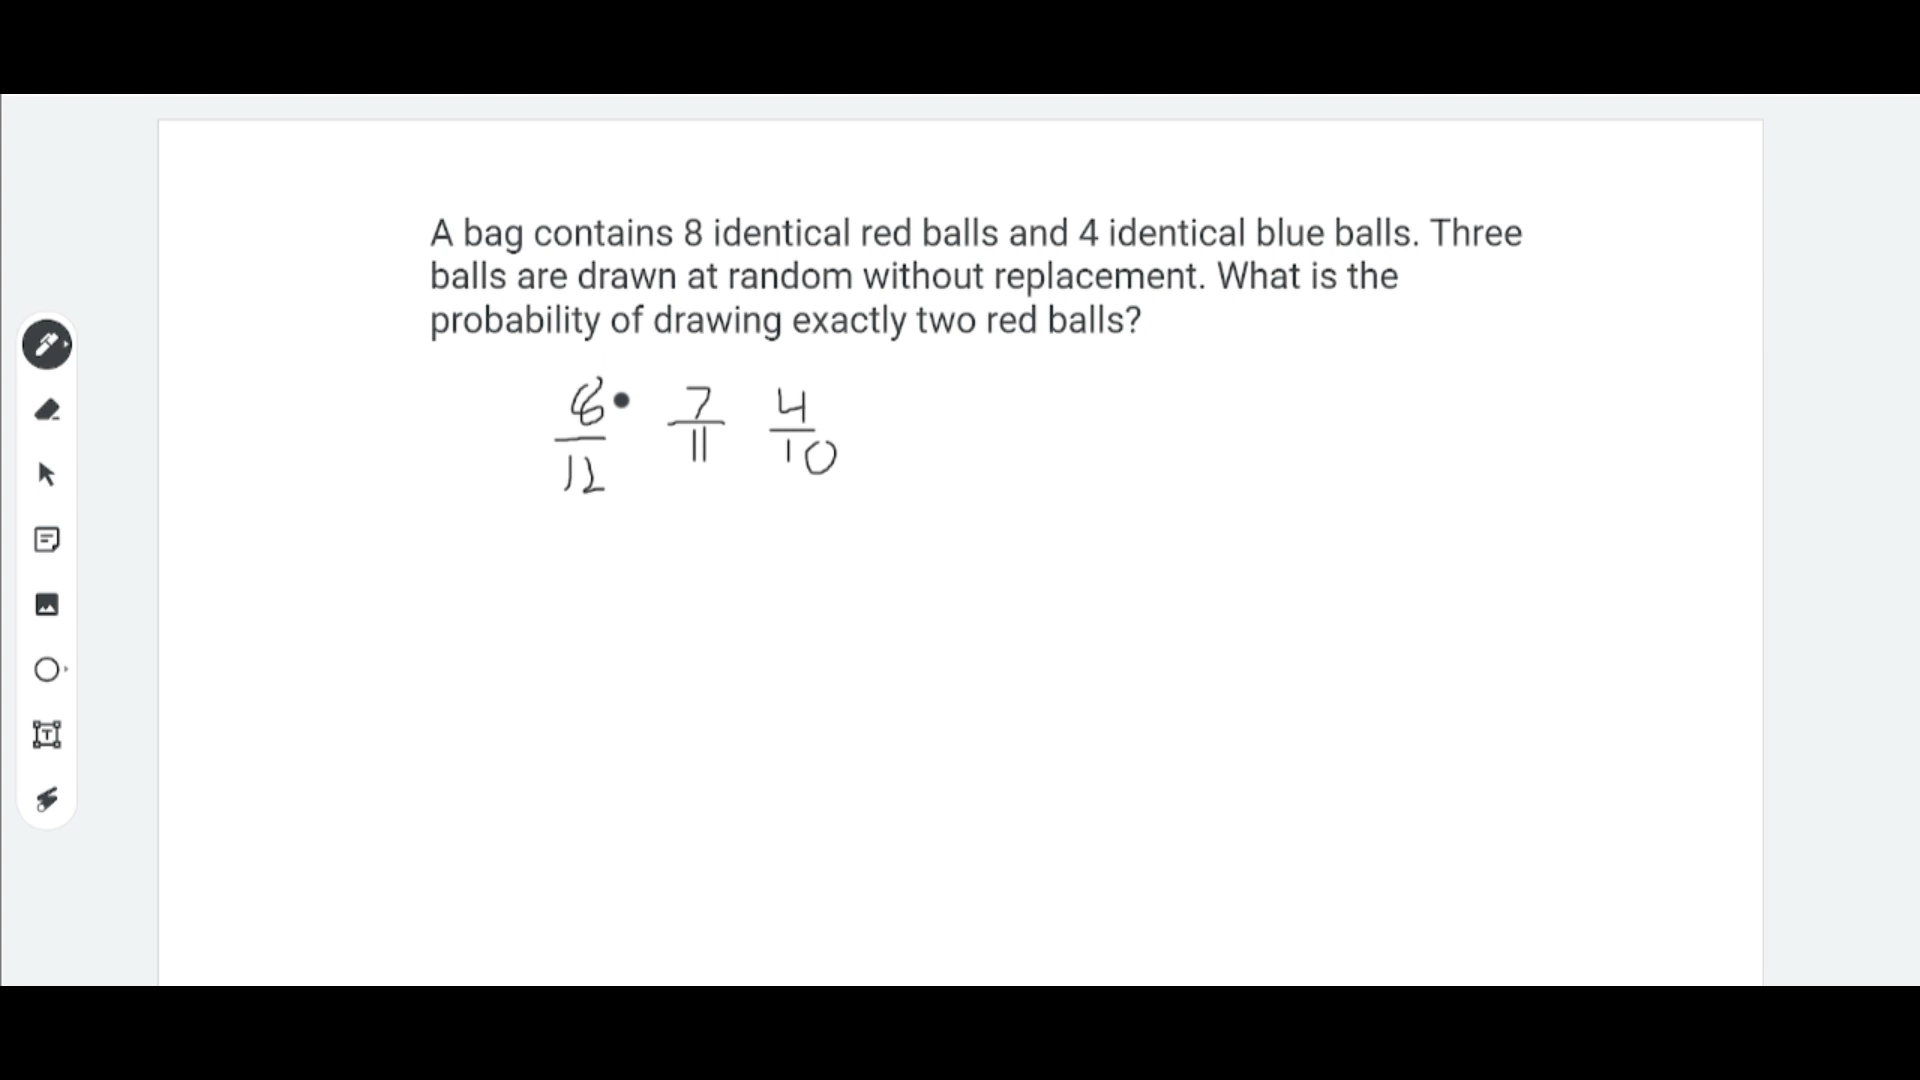 A bag contains 8 identical red balls and 4 identical blue balls. Three
balls are drawn at random without replacement. What is the
probability of drawing exactly two red balls?
8 7 4
12 11 10